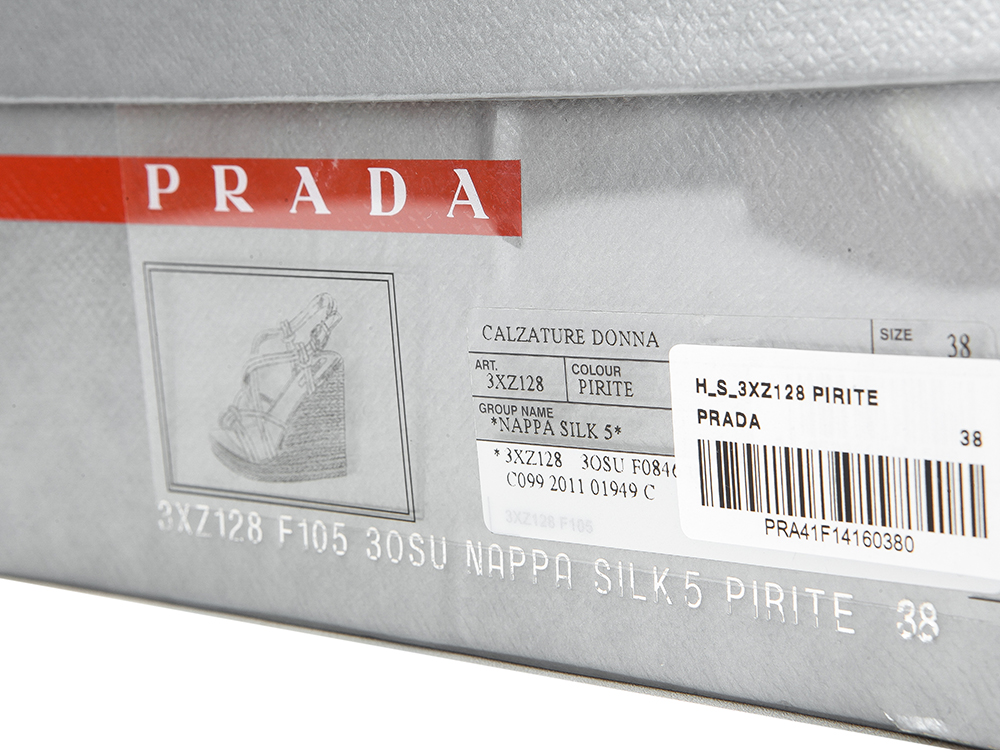 PRADA
CALZATURE DONNA
SIZE 38
ART. 3XZ128
COLOUR PIRITE
GROUP NAME
*NAPPA SILK 5*
*3XZ128 3OSU F0846
C099 2011 01949 C
3XZ128 F105
H_S_3XZ128 PIRITE
PRADA
38
PRA41F14160380
3XZ128 F105 3OSU NAPPA SILK5 PIRITE 38